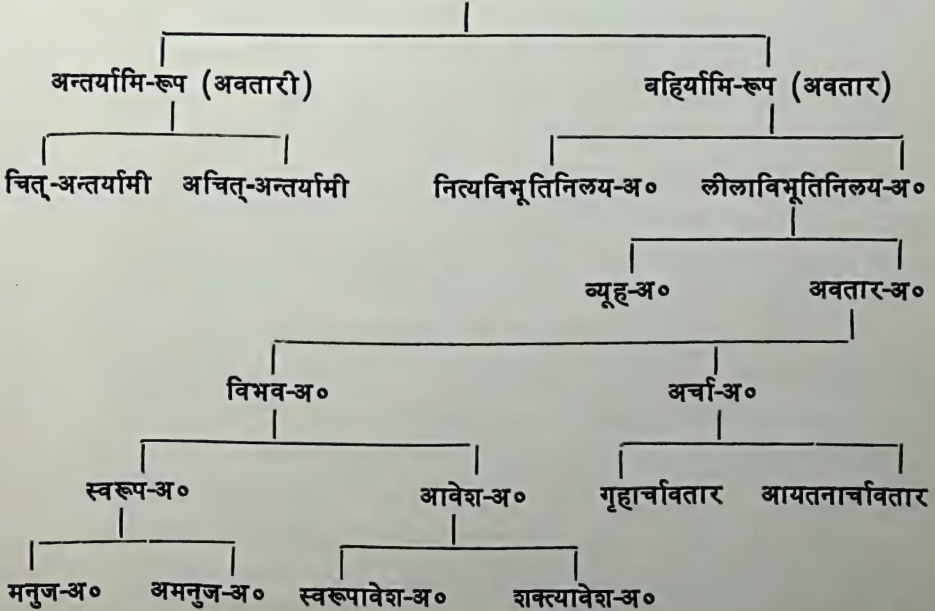 अन्तर्यामि-रूप (अवतारी) वहिर्यामि-रूप (अवतार)
चित्-अन्तर्यामी अचित्-अन्तर्यामी नित्यविभूतिनिलय-अ० लीलाविभूतिनिलय-अ०
व्यूह-अ० अवतार-अ०
विभव-अ० अर्चा-अ०
स्वरूप-अ० आवेश-अ० गृहार्चावतार आयतनार्चावतार
मनुज-अ० अमनुज-अ० स्वरूपावेश-अ० शक्त्यावेश-अ०